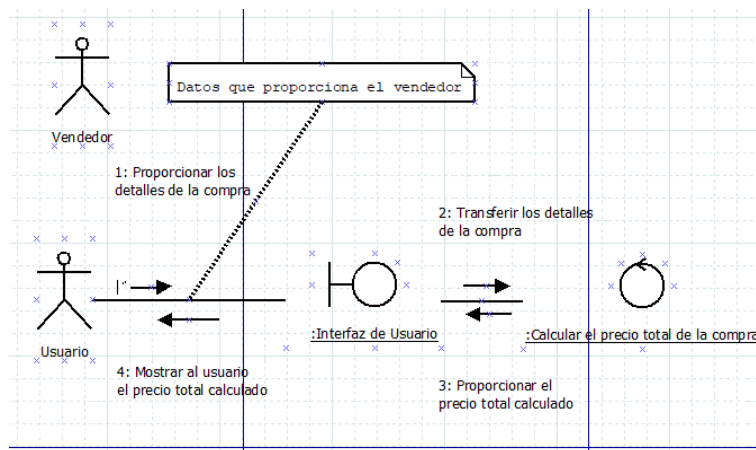 Datos que proporciona el vendedor
Vendedor
1: Proporcionar los
detalles de la compra
2: Transferir los detalles
de la compra
:Interfaz de Usuario
:Calcular el precio total de la compra
Usuario
4: Mostrar al usuario
el precio total calculado
3: Proporcionar el
precio total calculado